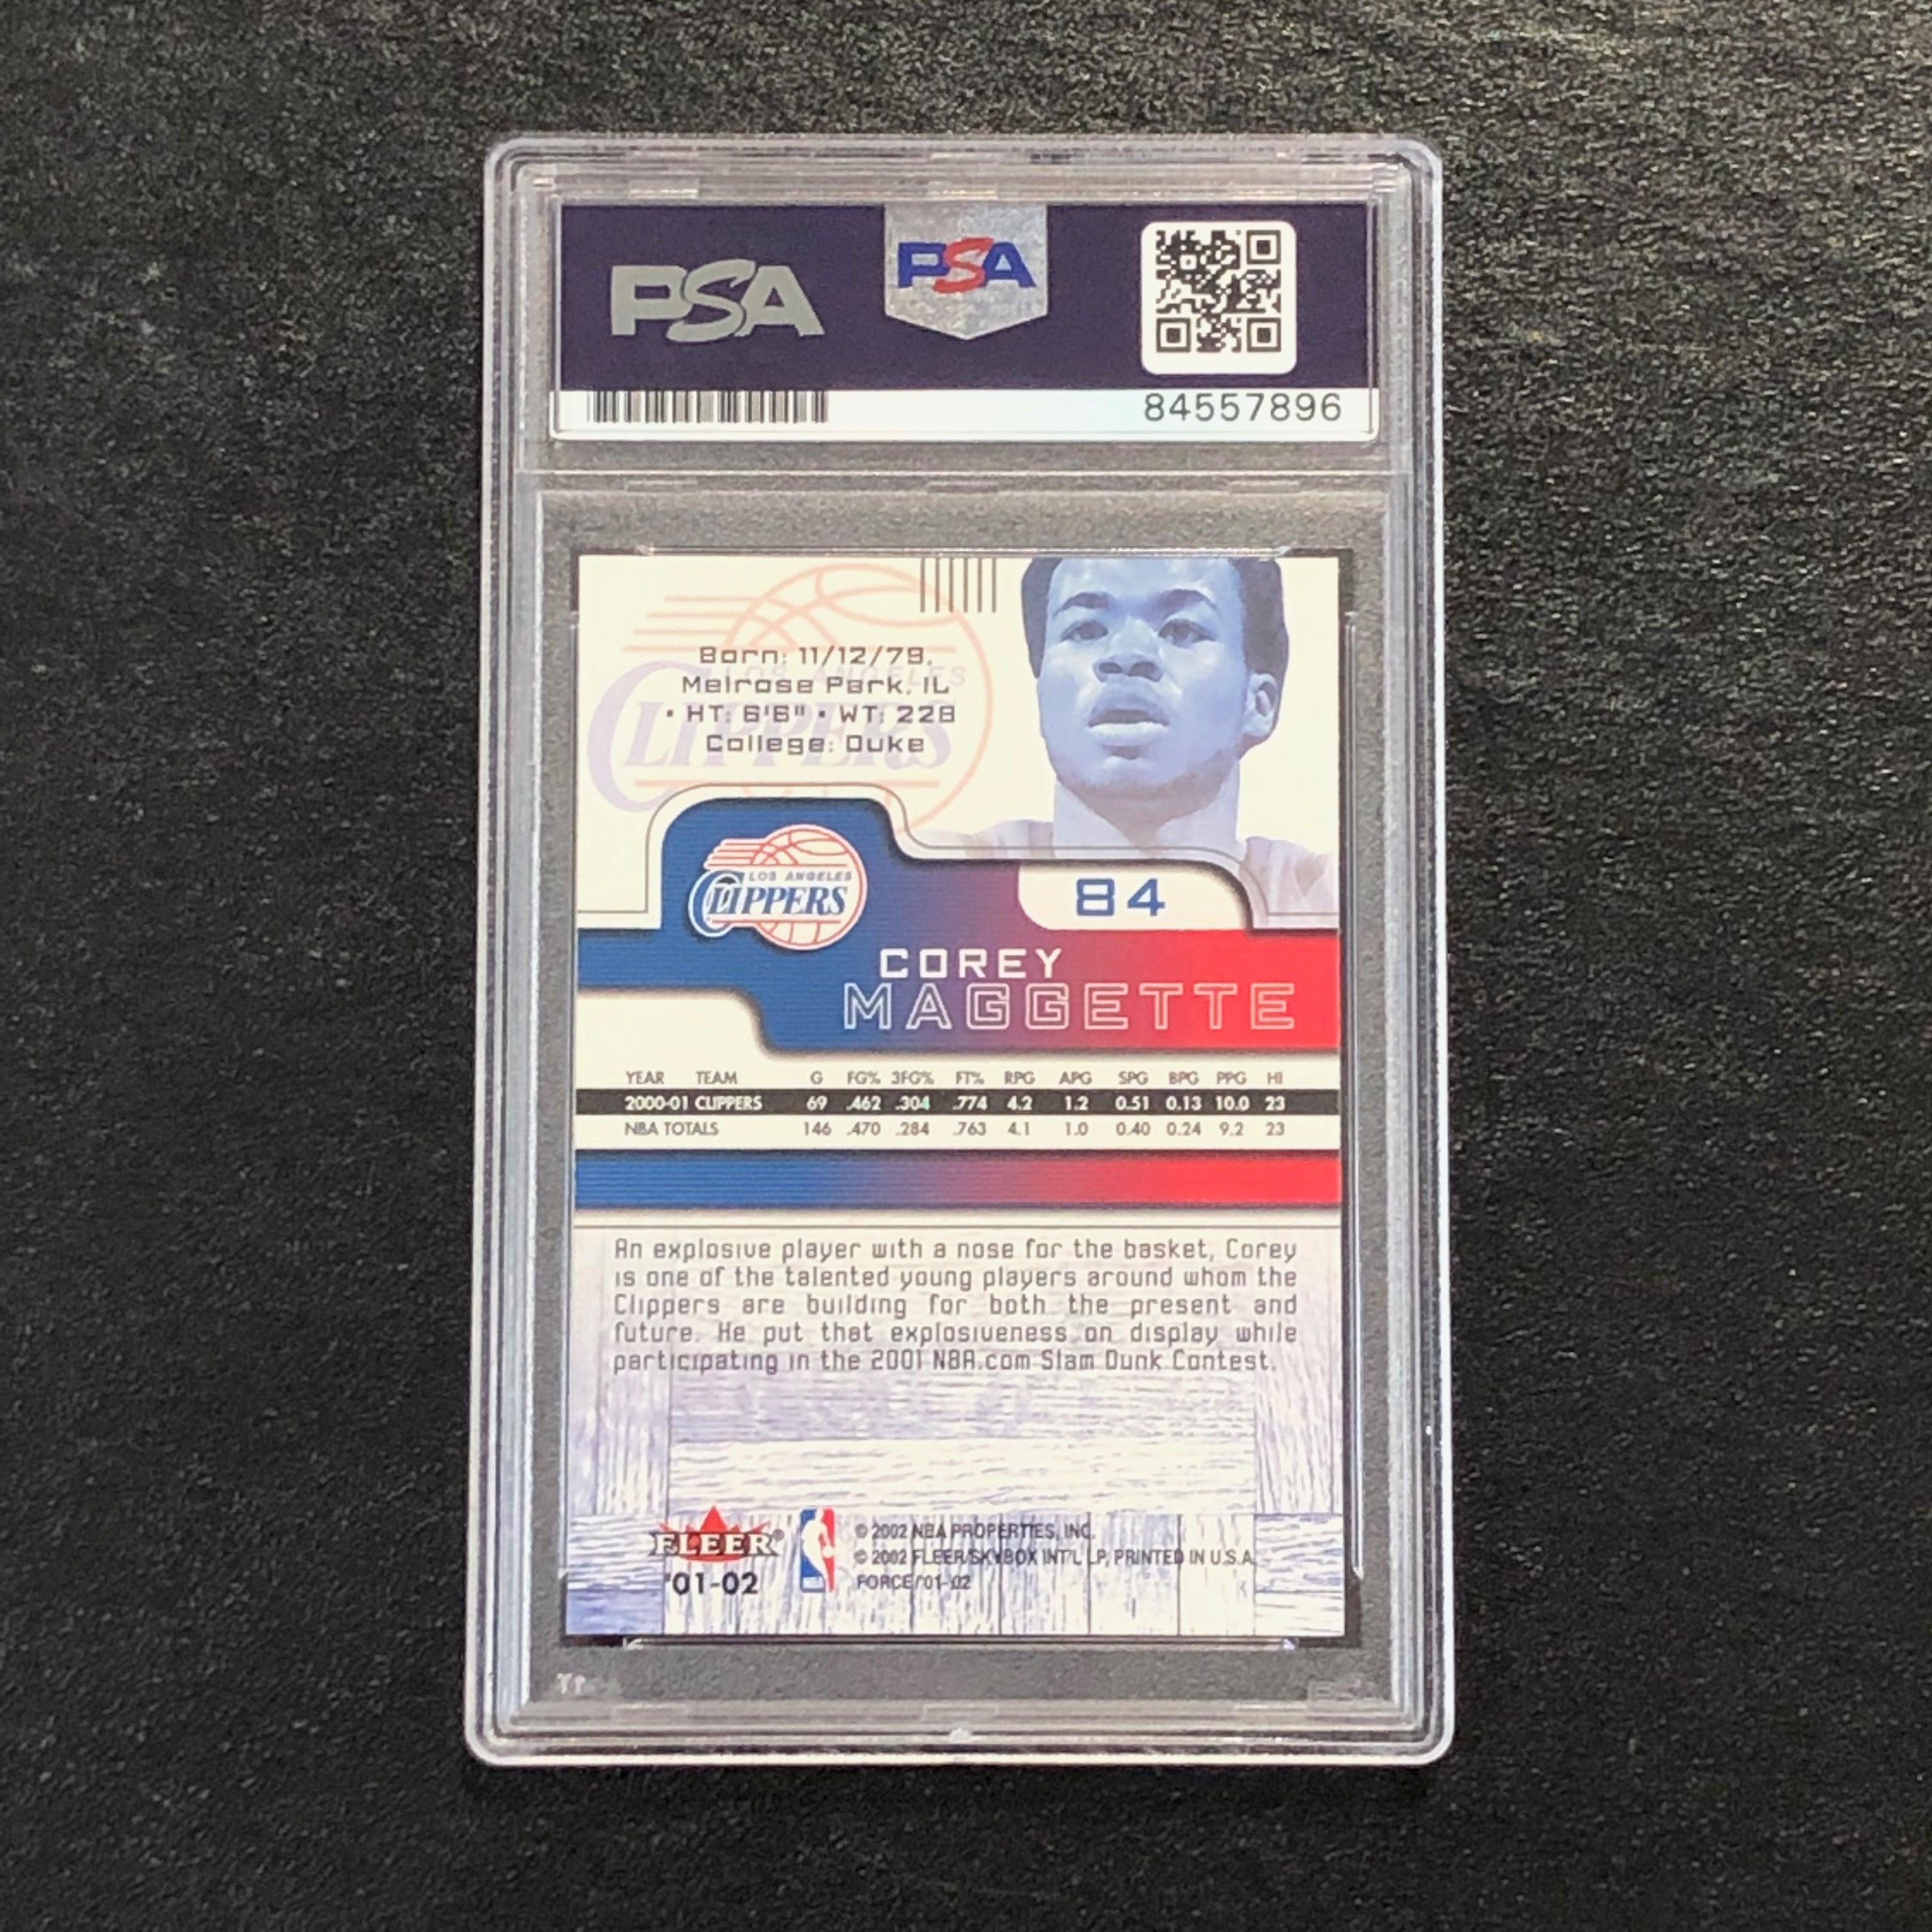 PSA
PSA
84557896
LOS ANGELES
CLIPPERS
Born: 11/12/79,
Melrose Park, IL
• HT: 6'6" • WT: 228
College: Duke
LOS ANGELES
CLIPPERS
84
COREY
MAGGETTE
YEAR TEAM G FG% 3FG% FT% RPG APG SPG BPG PPG HI
2000-01 CLIPPERS 69 .462 .304 .774 4.2 1.2 0.51 0.13 10.0 23
NBA TOTALS 146 .470 .284 .763 4.1 1.0 0.40 0.24 9.2 23
An explosive player with a nose for the basket, Corey
is one of the talented young players around whom the
Clippers are building for both the present and
future. He put that explosiveness on display while
participating in the 2001 NBA.com Slam Dunk Contest.
FLEER®
'01-02
© 2002 NBA PROPERTIES, INC.
© 2002 FLEER/SKYBOX INT'L LP, PRINTED IN U.S.A.
FORCE '01-02